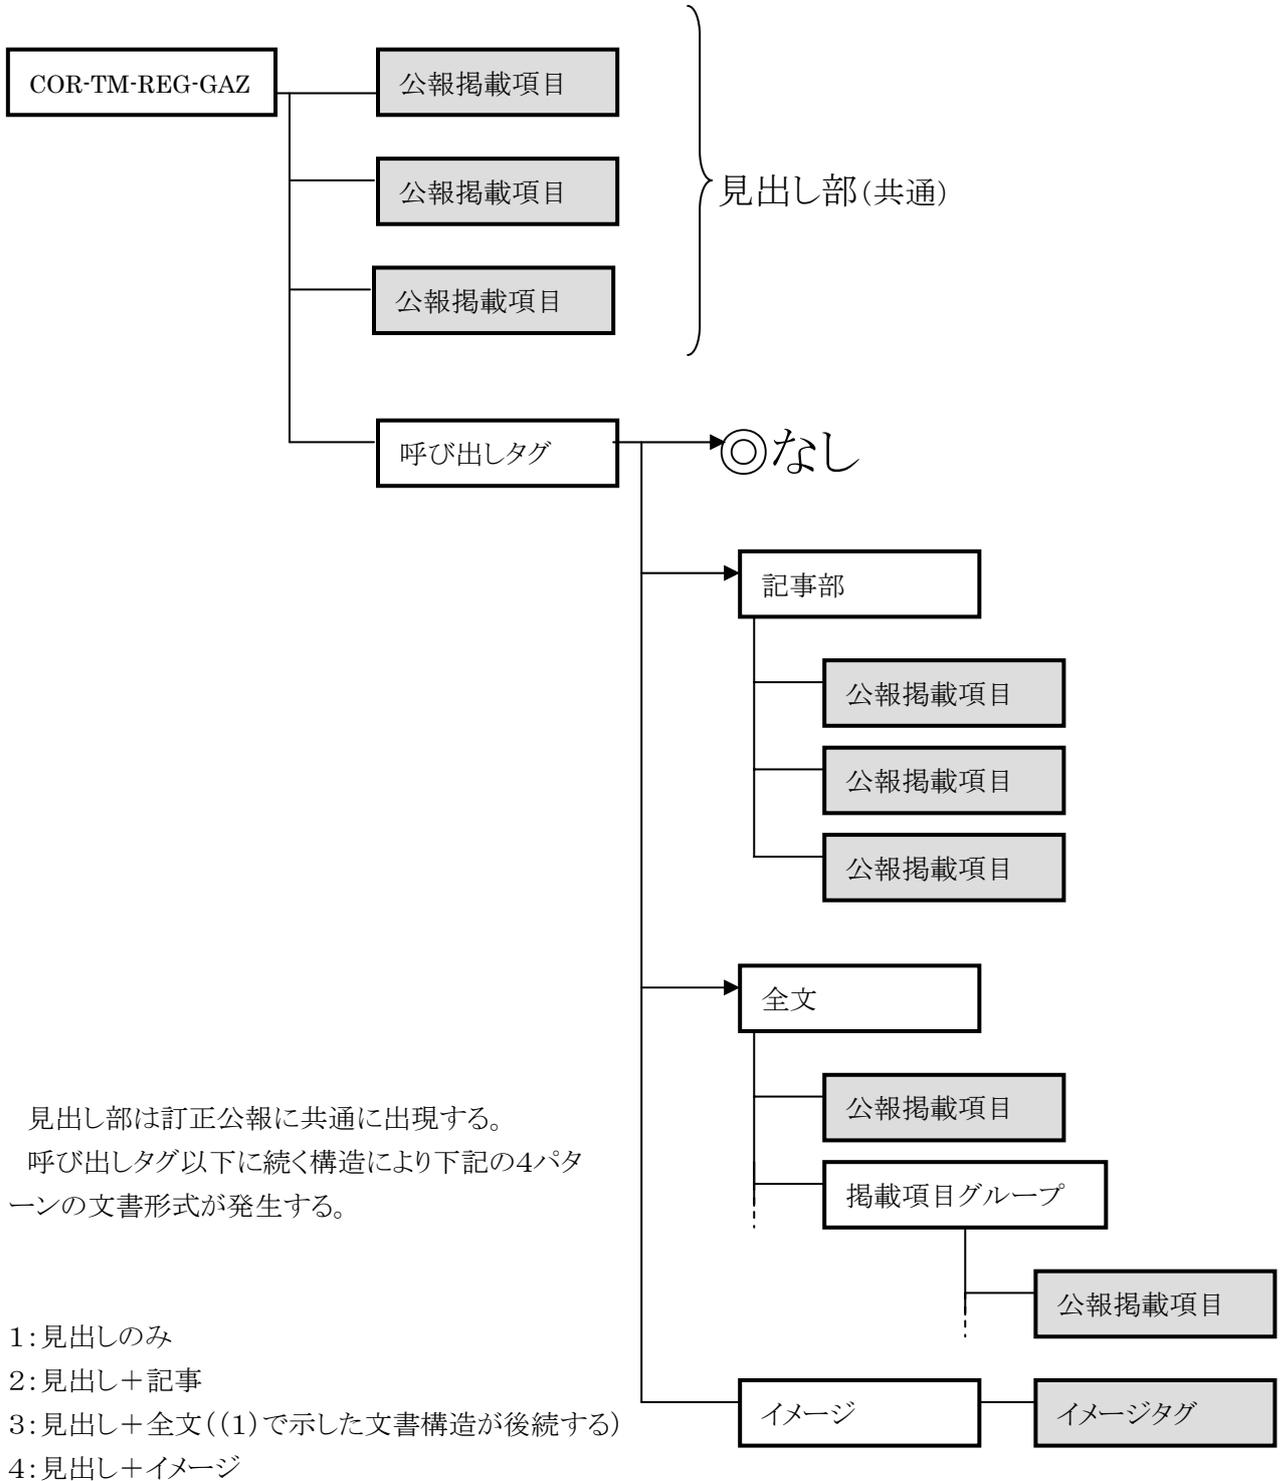 COR-TM-REG-GAZ
公報掲載項目
公報掲載項目
見出し部（共通）
公報掲載項目
呼び出しタグ
◎なし
記事部
公報掲載項目
公報掲載項目
公報掲載項目
全文
公報掲載項目
掲載項目グループ
公報掲載項目
イメージ
イメージタグ
見出し部は訂正公報に共通に出現する。
呼び出しタグ以下に続く構造により下記の４パタ
ーンの文書形式が発生する。
１：見出しのみ
２：見出し＋記事
３：見出し＋全文（（１）で示した文書構造が後続する）
４：見出し＋イメージ